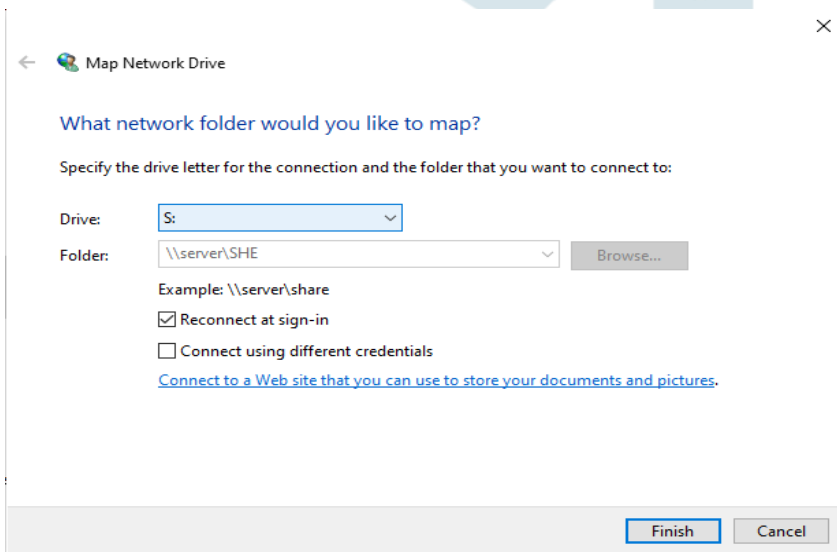 Map Network Drive
What network folder would you like to map?
Specify the drive letter for the connection and the folder that you want to connect to:
Drive: S:
Folder: \\server\SHE Browse...
Example: \\server\share
Reconnect at sign-in
Connect using different credentials
Connect to a Web site that you can use to store your documents and pictures.
Finish Cancel